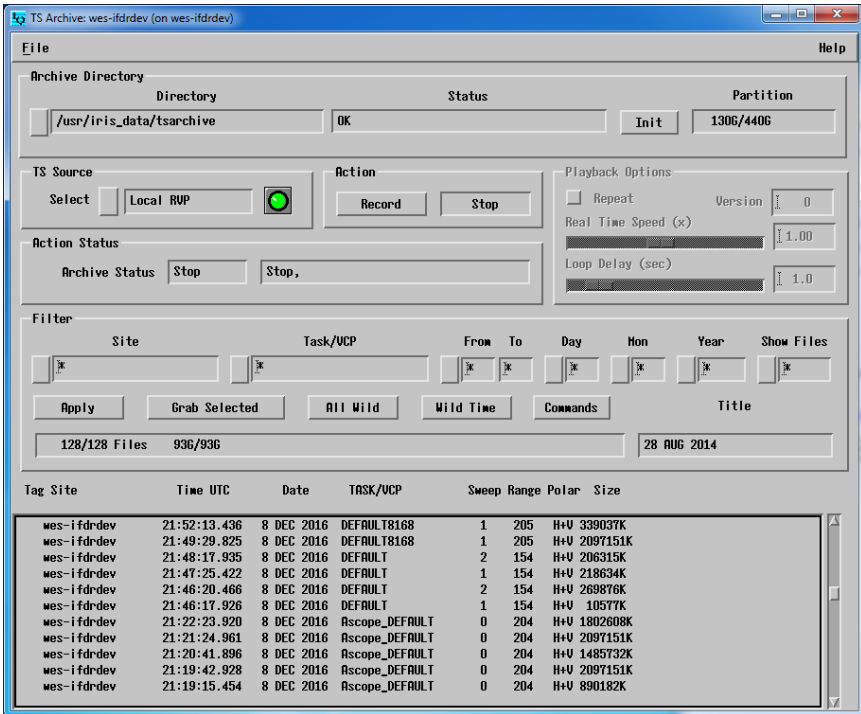 TS Archive: wes-ifdrdev (on wes-ifdrdev)
File Help
Archive Directory
Directory Status Partition
/usr/iris_data/tsarchive OK Init 130G/440G
TS Source Action Playback Options
Select Local RVP Record Stop Repeat Version 0
Real Time Speed (x)
1.00
Action Status
Archive Status Stop Stop,
Loop Delay (sec)
1.0
Filter
Site Task/VCP From To Day Mon Year Show Files
* * * * * * * *
Apply Grab Selected All Wild Wild Time Commands Title
128/128 Files 93G/93G 28 AUG 2014
Tag Site Time UTC Date TASK/VCP Sweep Range Polar Size
wes-ifdrdev 21:52:13.436 8 DEC 2016 DEFAULT8168 1 205 H+V 339037K
wes-ifdrdev 21:49:29.825 8 DEC 2016 DEFAULT8168 1 205 H+V 2097151K
wes-ifdrdev 21:48:17.935 8 DEC 2016 DEFAULT 2 154 H+V 206315K
wes-ifdrdev 21:47:25.422 8 DEC 2016 DEFAULT 1 154 H+V 218634K
wes-ifdrdev 21:46:20.466 8 DEC 2016 DEFAULT 2 154 H+V 269876K
wes-ifdrdev 21:46:17.926 8 DEC 2016 DEFAULT 1 154 H+V 10577K
wes-ifdrdev 21:22:23.920 8 DEC 2016 Ascope_DEFAULT 0 204 H+V 1802608K
wes-ifdrdev 21:21:24.961 8 DEC 2016 Ascope_DEFAULT 0 204 H+V 2097151K
wes-ifdrdev 21:20:41.896 8 DEC 2016 Ascope_DEFAULT 0 204 H+V 1485732K
wes-ifdrdev 21:19:42.928 8 DEC 2016 Ascope_DEFAULT 0 204 H+V 2097151K
wes-ifdrdev 21:19:15.454 8 DEC 2016 Ascope_DEFAULT 0 204 H+V 890182K